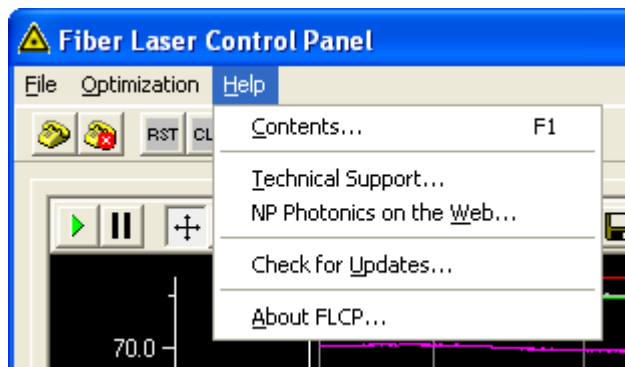 Fiber Laser Control Panel
File Optimization Help
RST CL
Contents... F1
Technical Support...
NP Photonics on the Web...
Check for Updates...
About FLCP...
70.0